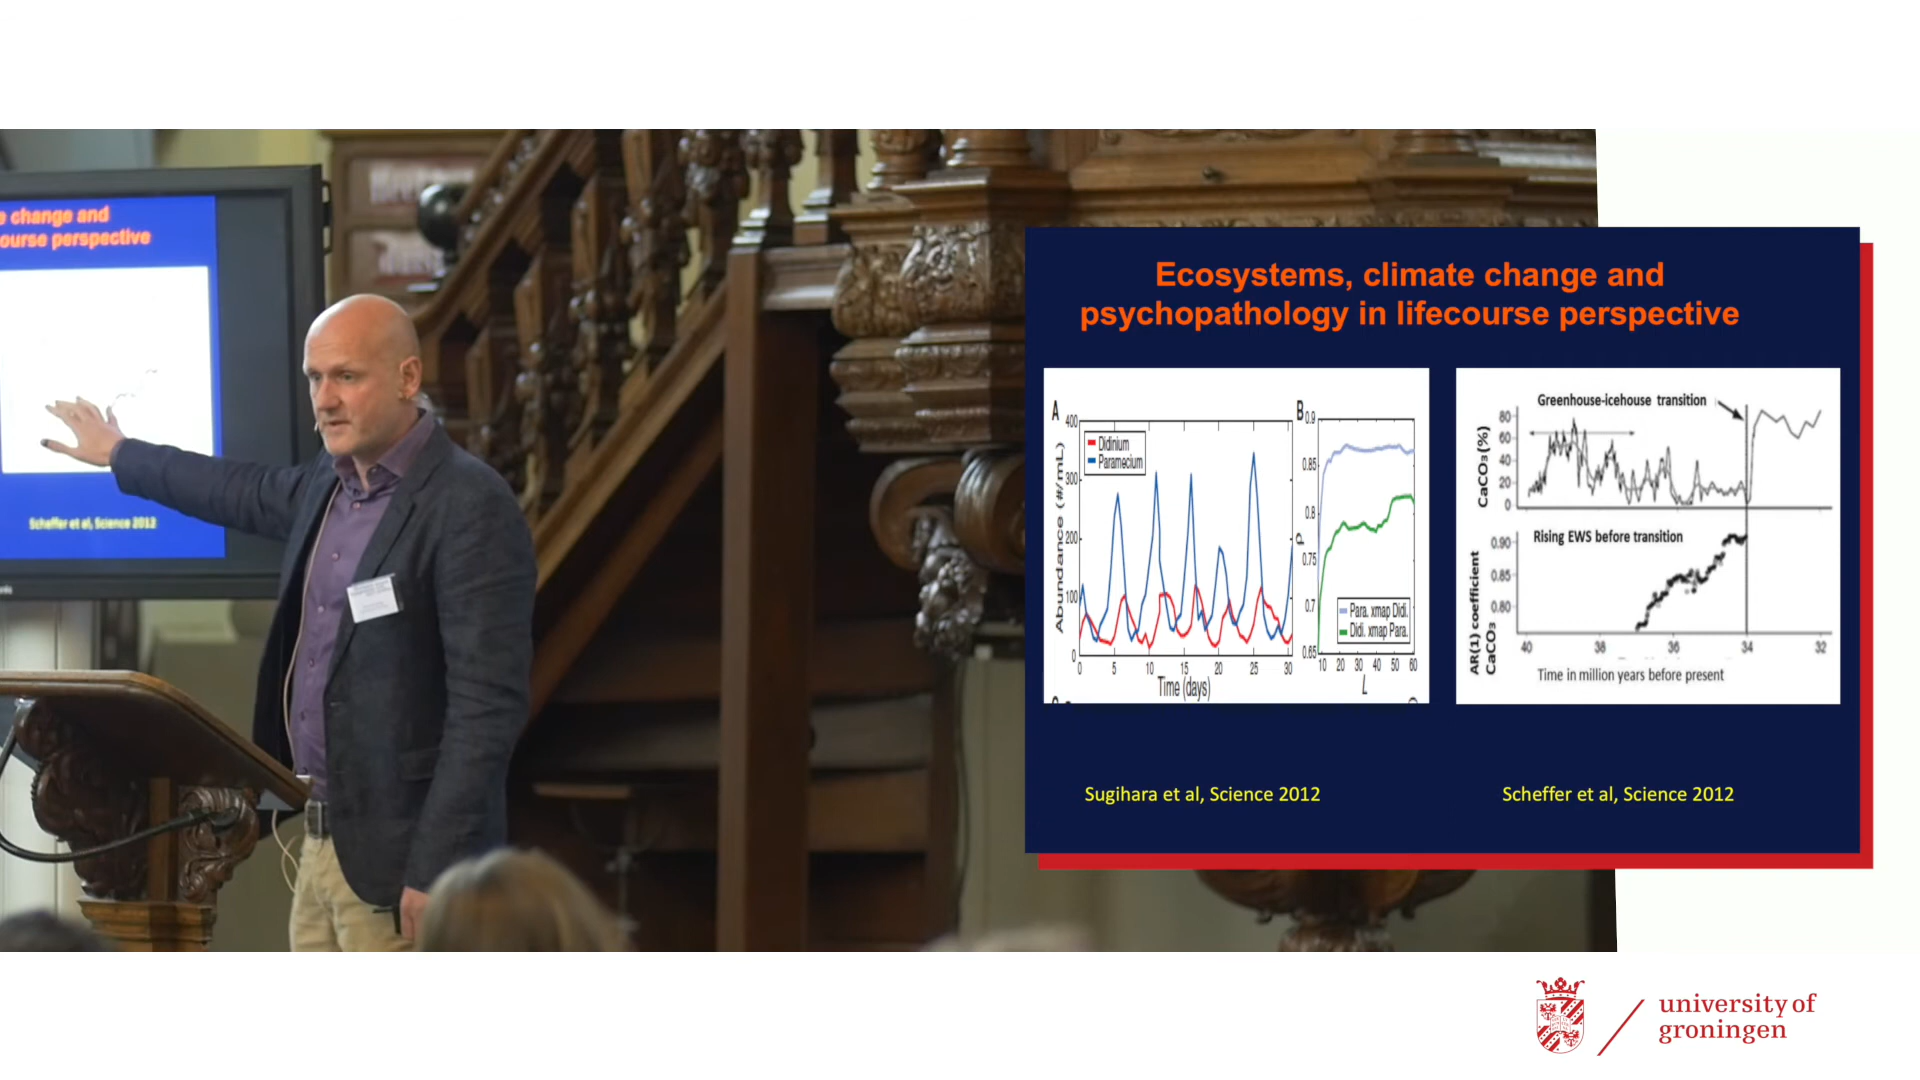 e change and
ourse perspective
Scheffer et al, Science 2012
Ecosystems, climate change and
psychopathology in lifecourse perspective
A
400
300
200
100
0
Abundance (#/mL)
Didinium
Paramecium
0 5 10 15 20 25 30
Time (days)
B
0.9
0.85
0.8
0.75
0.7
0.65
ρ
Para. xmap Didi.
Didi. xmap Para.
10 20 30 40 50 60
L
Greenhouse-icehouse transition
CaCO3 (%)
80
60
40
20
0
Rising EWS before transition
AR(1) coefficient
CaCO3
0.90
0.85
0.80
40 38 36 34 32
Time in million years before present
Sugihara et al, Science 2012
Scheffer et al, Science 2012
university of
groningen